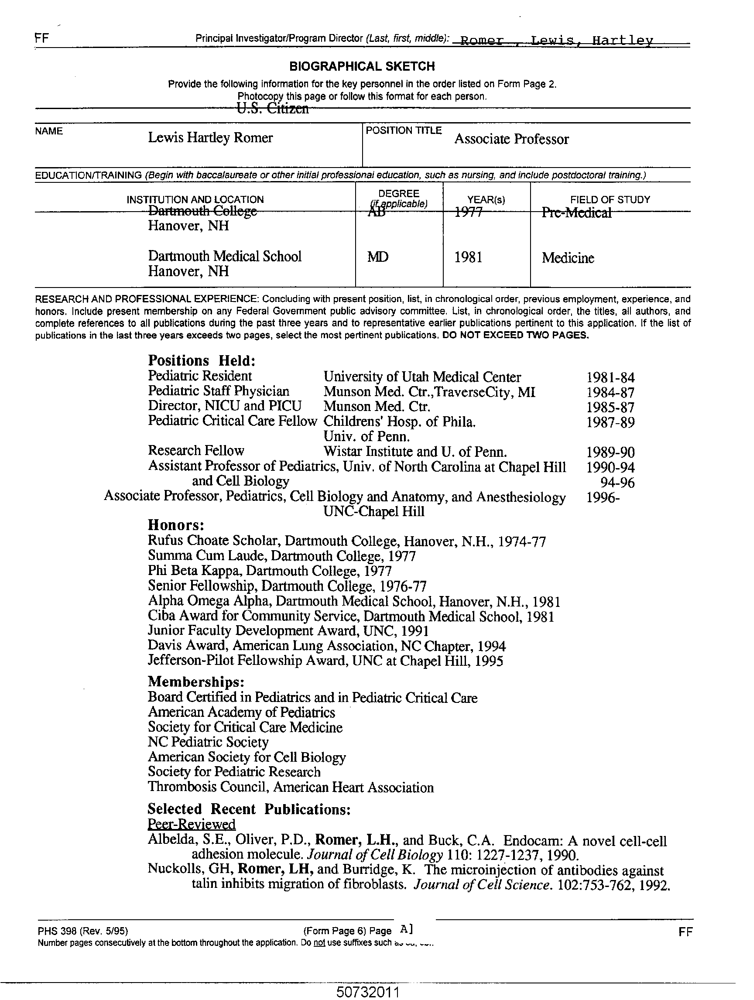 FF Principal Investigator/Program Director (Last, first, middle): Romer , Lewis, Hartley
BIOGRAPHICAL SKETCH
Provide the following information for the key personnel in the order listed on Form Page 2.
Photocopy this page or follow this format for each person.
U.S. Citizen
NAME POSITION TITLE
Lewis Hartley Romer Associate Professor
EDUCATION/TRAINING (Begin with baccalaureate or other initial professional education, such as nursing, and include postdoctoral training.)
INSTITUTION AND LOCATION DEGREE (if applicable) YEAR(s) FIELD OF STUDY
Dartmouth College AB 1977 Pre-Medical
Hanover, NH
Dartmouth Medical School MD 1981 Medicine
Hanover, NH
RESEARCH AND PROFESSIONAL EXPERIENCE: Concluding with present position, list, in chronological order, previous employment, experience, and
honors. Include present membership on any Federal Government public advisory committee. List, in chronological order, the titles, all authors, and
complete references to all publications during the past three years and to representative earlier publications pertinent to this application. If the list of
publications in the last three years exceeds two pages, select the most pertinent publications. DO NOT EXCEED TWO PAGES.
Positions Held:
Pediatric Resident University of Utah Medical Center 1981-84
Pediatric Staff Physician Munson Med. Ctr.,TraverseCity, MI 1984-87
Director, NICU and PICU Munson Med. Ctr. 1985-87
Pediatric Critical Care Fellow Childrens' Hosp. of Phila. 1987-89
Univ. of Penn.
Research Fellow Wistar Institute and U. of Penn. 1989-90
Assistant Professor of Pediatrics, Univ. of North Carolina at Chapel Hill 1990-94
and Cell Biology 94-96
Associate Professor, Pediatrics, Cell Biology and Anatomy, and Anesthesiology 1996-
UNC-Chapel Hill
Honors:
Rufus Choate Scholar, Dartmouth College, Hanover, N.H., 1974-77
Summa Cum Laude, Dartmouth College, 1977
Phi Beta Kappa, Dartmouth College, 1977
Senior Fellowship, Dartmouth College, 1976-77
Alpha Omega Alpha, Dartmouth Medical School, Hanover, N.H., 1981
Ciba Award for Community Service, Dartmouth Medical School, 1981
Junior Faculty Development Award, UNC, 1991
Davis Award, American Lung Association, NC Chapter, 1994
Jefferson-Pilot Fellowship Award, UNC at Chapel Hill, 1995
Memberships:
Board Certified in Pediatrics and in Pediatric Critical Care
American Academy of Pediatrics
Society for Critical Care Medicine
NC Pediatric Society
American Society for Cell Biology
Society for Pediatric Research
Thrombosis Council, American Heart Association
Selected Recent Publications:
Peer-Reviewed
Albelda, S.E., Oliver, P.D., Romer, L.H., and Buck, C.A. Endocam: A novel cell-cell
adhesion molecule. Journal of Cell Biology 110: 1227-1237, 1990.
Nuckolls, GH, Romer, LH, and Burridge, K. The microinjection of antibodies against
talin inhibits migration of fibroblasts. Journal of Cell Science. 102:753-762, 1992.
PHS 398 (Rev. 5/95) (Form Page 6) Page A] FF
Number pages consecutively at the bottom throughout the application. Do not use suffixes such
50732011